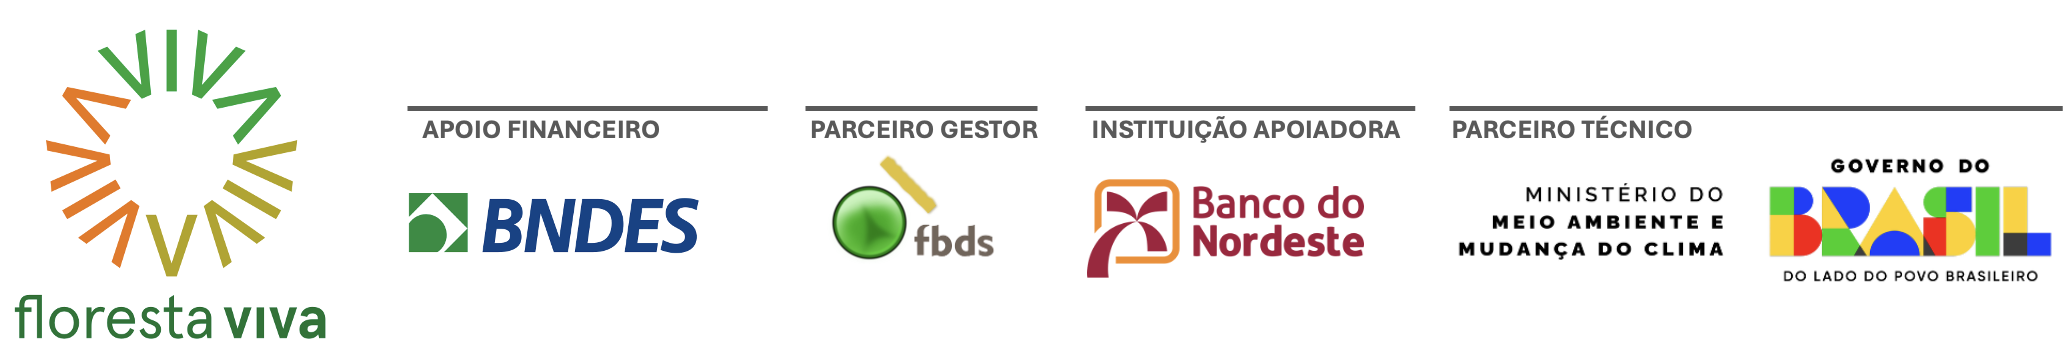 floresta viva
APOIO FINANCEIRO
BNDES
PARCEIRO GESTOR
fbds
INSTITUIÇÃO APOIADORA
Banco do
Nordeste
PARCEIRO TÉCNICO
MINISTÉRIO DO
MEIO AMBIENTE E
MUDANÇA DO CLIMA
GOVERNO DO
BRASIL
DO LADO DO POVO BRASILEIRO